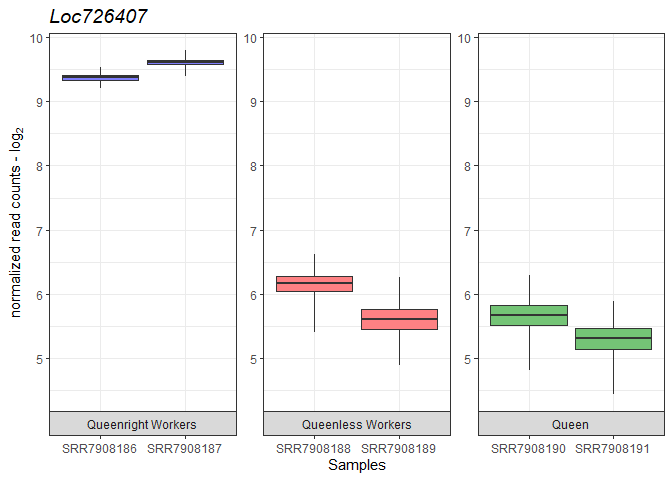 Loc726407
normalized read counts - log2
10
9
8
7
6
5
10
9
8
7
6
5
10
9
8
7
6
5
Queenright Workers
Queenless Workers
Queen
SRR7908186 SRR7908187
SRR7908188 SRR7908189
SRR7908190 SRR7908191
Samples